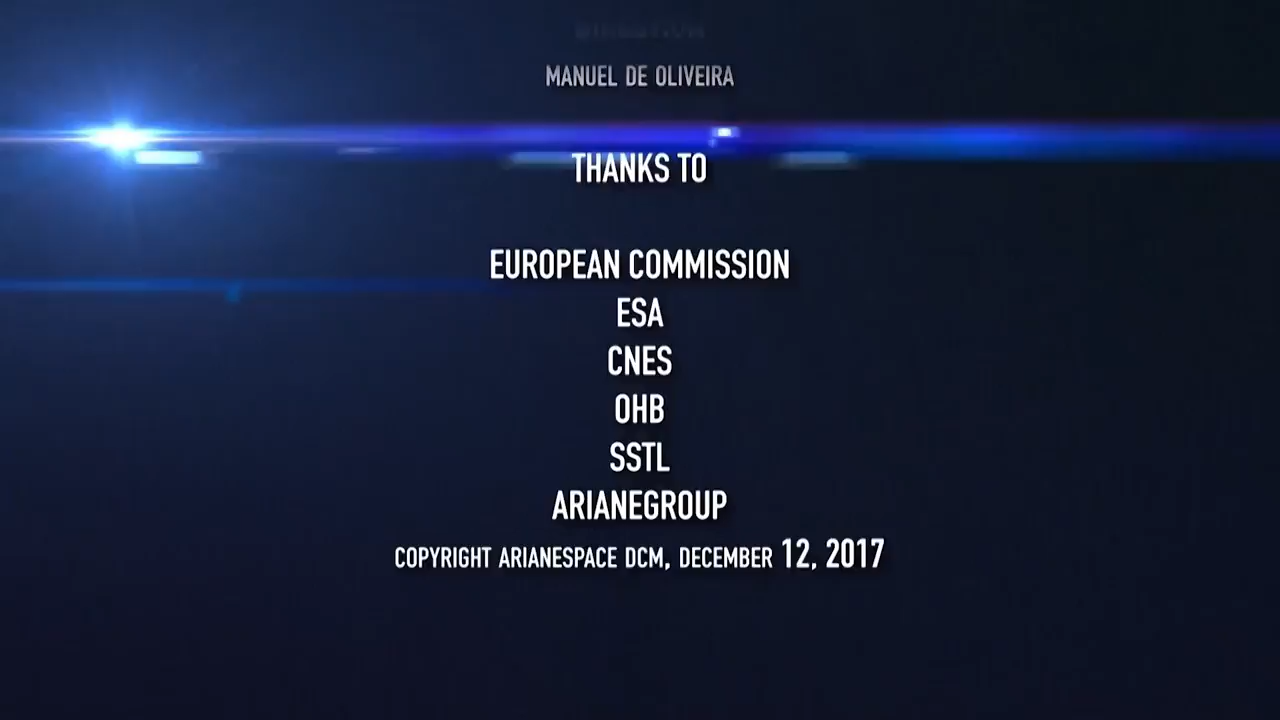 MANUEL DE OLIVEIRA
THANKS TO
EUROPEAN COMMISSION
ESA
CNES
OHB
SSTL
ARIANEGROUP
COPYRIGHT ARIANESPACE DCM, DECEMBER 12, 2017